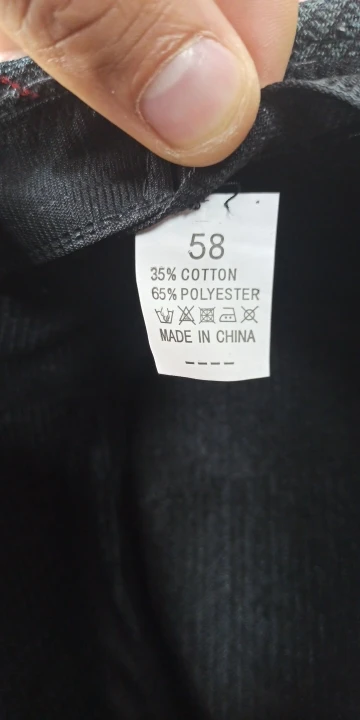 58
35% COTTON
65% POLYESTER
MADE IN CHINA
----